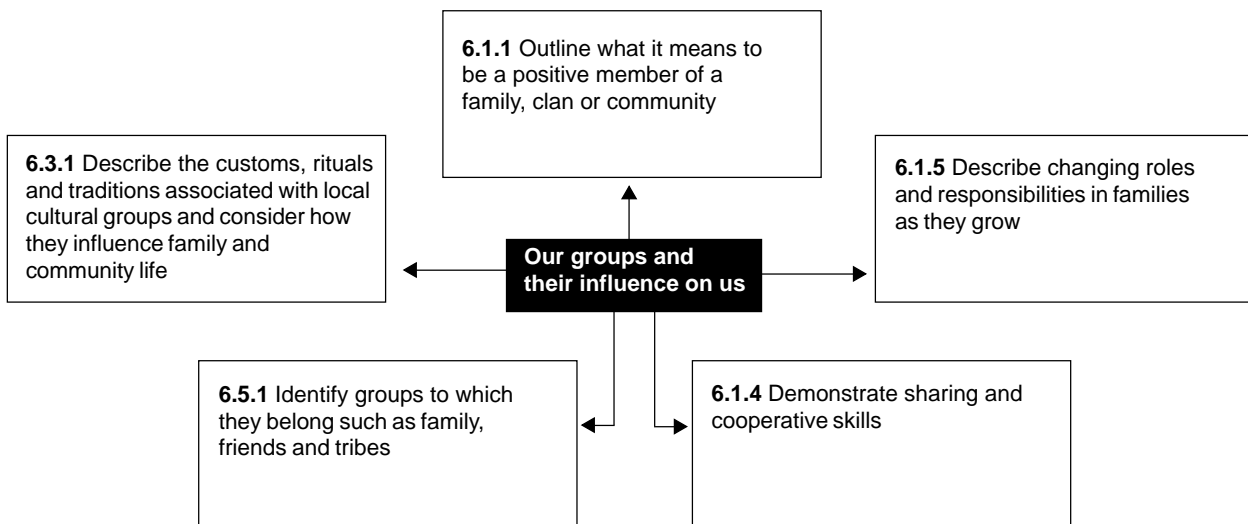 6.1.1 Outline what it means to
be a positive member of a
family, clan or community
6.3.1 Describe the customs, rituals
and traditions associated with local
cultural groups and consider how
they influence family and
community life
6.1.5 Describe changing roles
and responsibilities in families
as they grow
Our groups and
their influence on us
6.5.1 Identify groups to which
they belong such as family,
friends and tribes
6.1.4 Demonstrate sharing and
cooperative skills